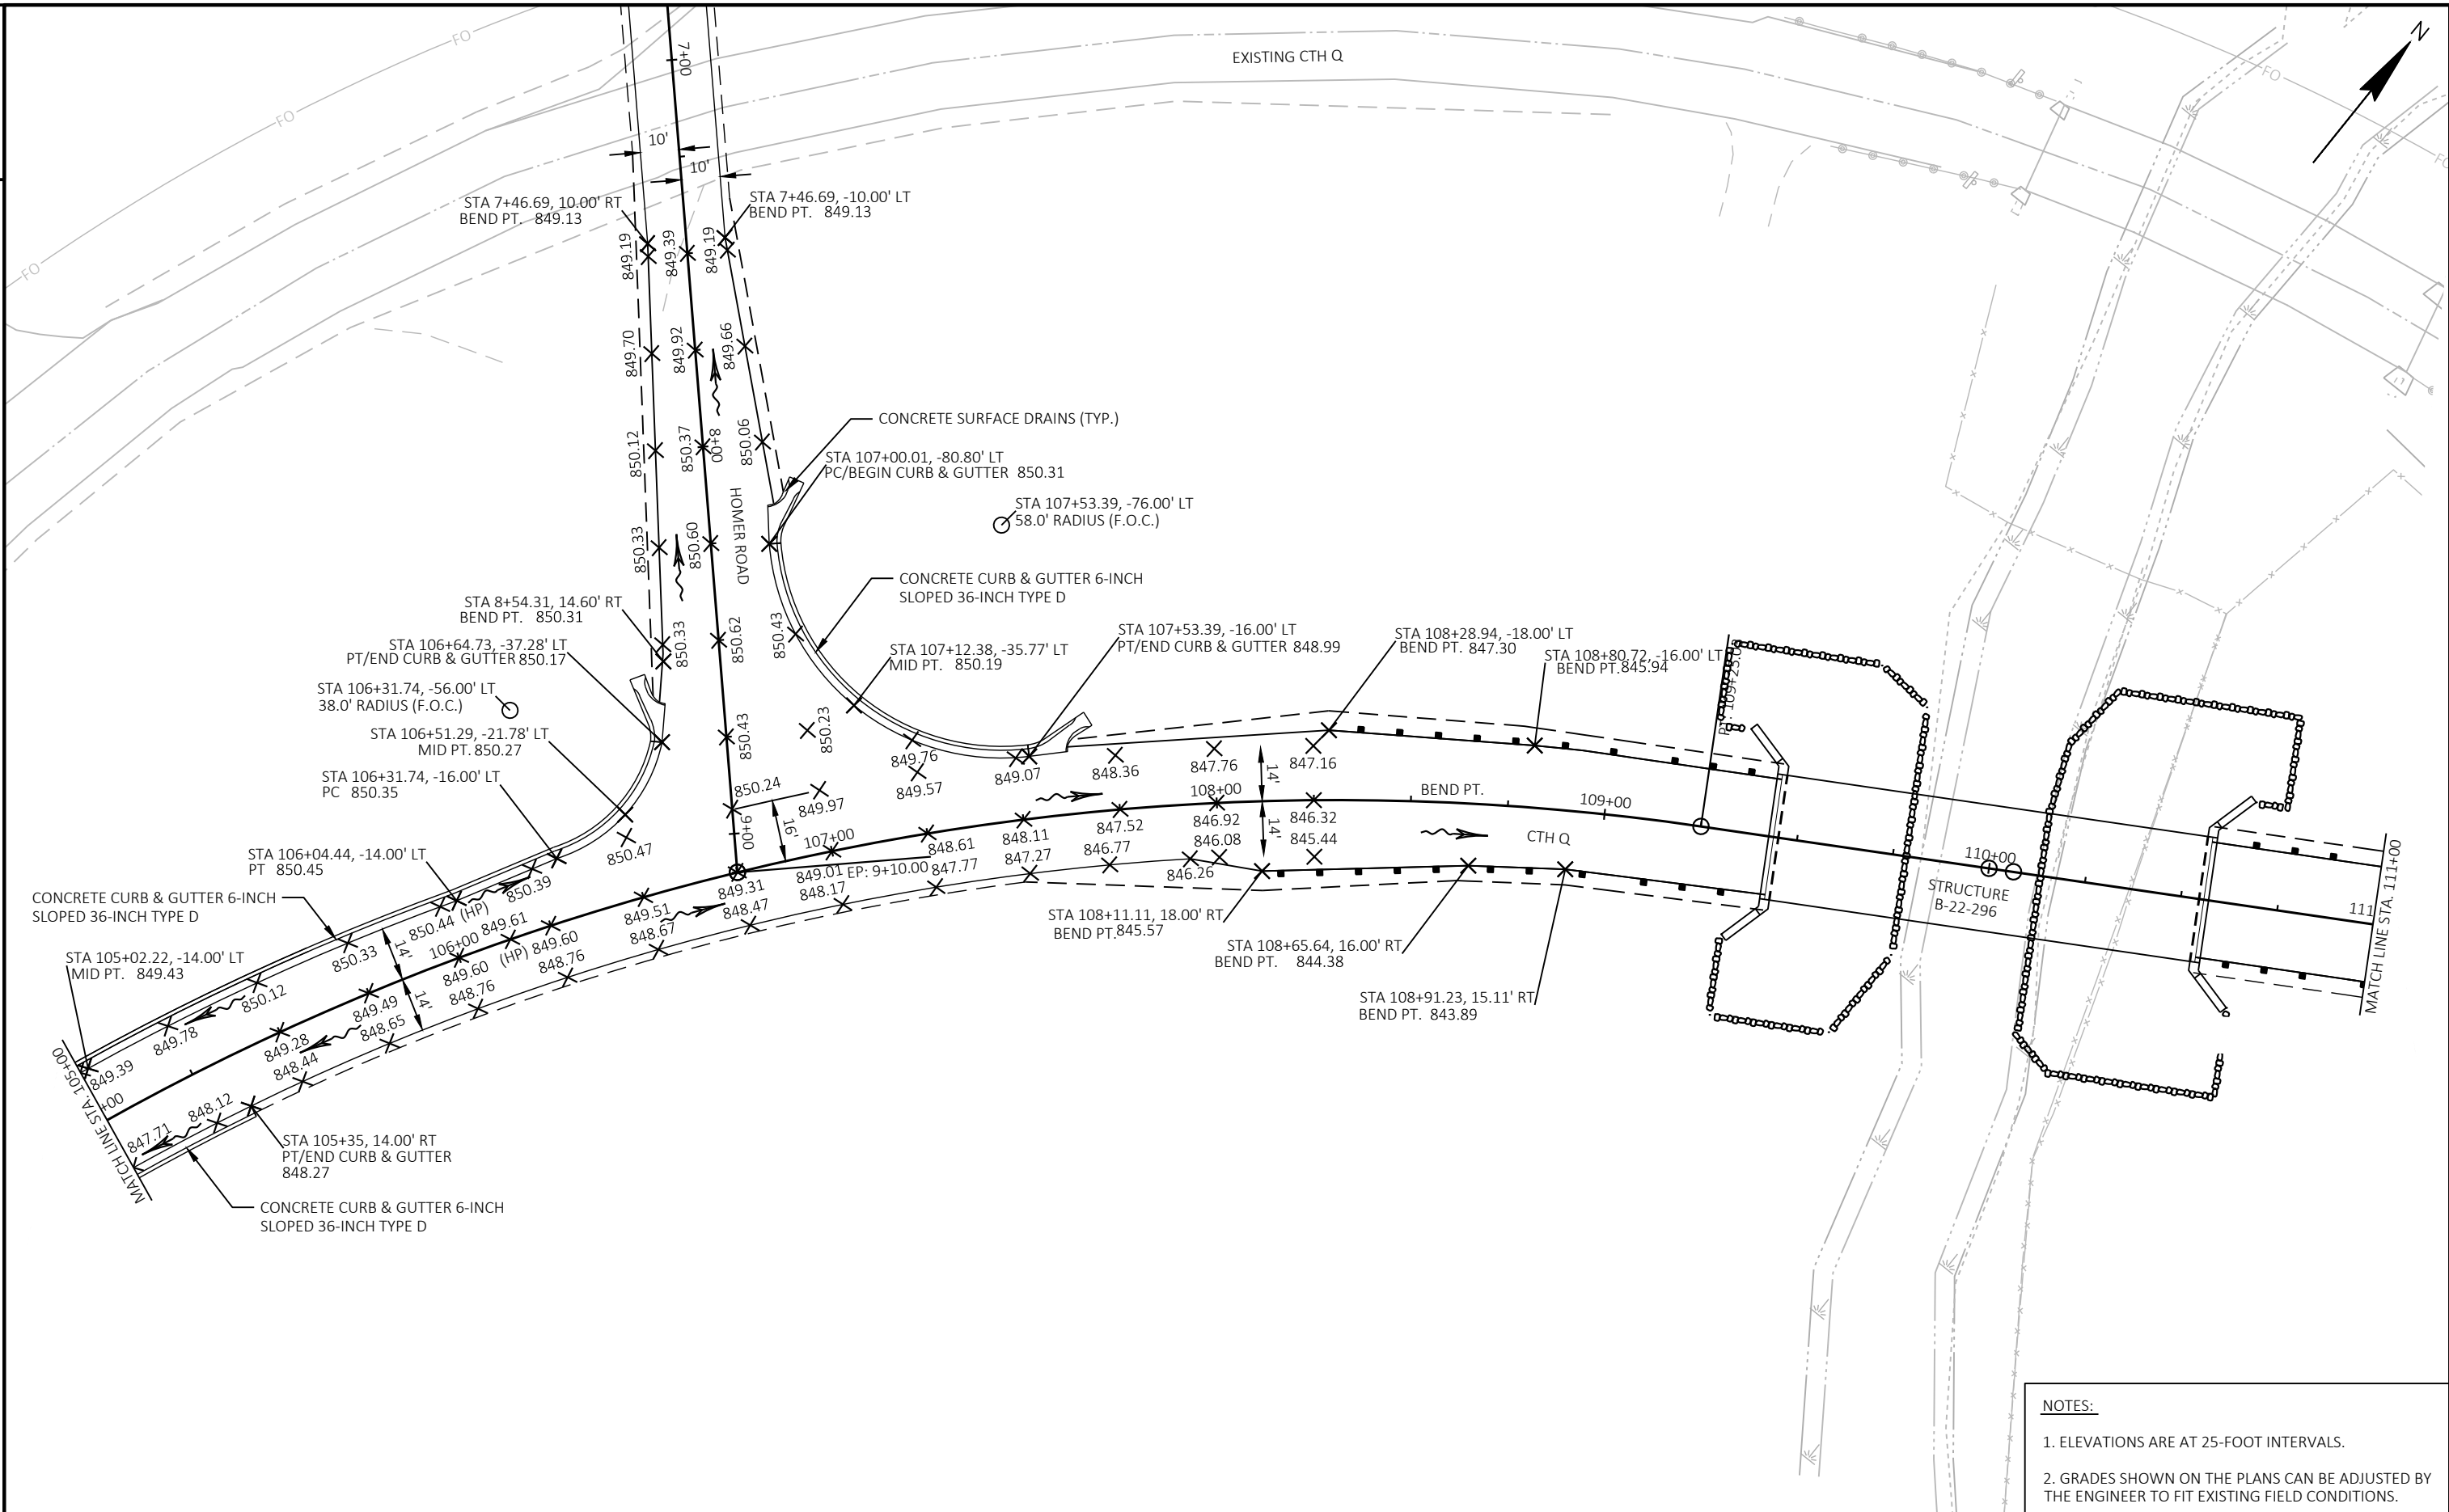 N
FO
FO
FO
FO
FO
EXISTING CTH Q
7+00
10'
10'
STA 7+46.69, 10.00' RT
BEND PT. 849.13
STA 7+46.69, -10.00' LT
BEND PT. 849.13
849.19
849.39
849.19
849.70
849.92
849.66
850.12
850.37
8+00
850.06
CONCRETE SURFACE DRAINS (TYP.)
STA 107+00.01, -80.80' LT
PC/BEGIN CURB & GUTTER 850.31
STA 107+53.39, -76.00' LT
58.0' RADIUS (F.O.C.)
HOMER ROAD
850.33
850.60
CONCRETE CURB & GUTTER 6-INCH
SLOPED 36-INCH TYPE D
STA 8+54.31, 14.60' RT
BEND PT. 850.31
850.33
850.62
850.43
STA 106+64.73, -37.28' LT
PT/END CURB & GUTTER 850.17
STA 107+12.38, -35.77' LT
MID PT. 850.19
STA 107+53.39, -16.00' LT
PT/END CURB & GUTTER 848.99
STA 108+28.94, -18.00' LT
BEND PT. 847.30
STA 108+80.72, -16.00' LT
BEND PT. 845.94
STA 106+31.74, -56.00' LT
38.0' RADIUS (F.O.C.)
STA 106+51.29, -21.78' LT
MID PT. 850.27
STA 106+31.74, -16.00' LT
PC 850.35
850.43
850.23
849.76
849.57
849.07
848.36
847.76
847.16
14'
14'
850.24
849.97
16'
9+00
107+00
850.47
108+00
BEND PT.
109+00
CTH Q
110+00
STRUCTURE
B-22-296
111
MATCH LINE STA. 111+00
846.92
846.32
847.52
848.11
848.61
849.01
EP: 9+10.00
849.31
846.08
845.44
846.26
846.77
847.27
847.77
848.17
848.47
848.67
STA 106+04.44, -14.00' LT
PT 850.45
CONCRETE CURB & GUTTER 6-INCH
SLOPED 36-INCH TYPE D
STA 105+02.22, -14.00' LT
MID PT. 849.43
850.39
850.44 (HP)
850.33
850.12
849.78
849.39
14'
14'
106+00
849.61
849.51
(HP) 849.60
849.60
849.49
849.28
848.76
848.76
848.65
848.44
848.12
847.71
+00
MATCH LINE STA. 105+00
STA 105+35, 14.00' RT
PT/END CURB & GUTTER
848.27
CONCRETE CURB & GUTTER 6-INCH
SLOPED 36-INCH TYPE D
STA 108+11.11, 18.00' RT
BEND PT. 845.57
STA 108+65.64, 16.00' RT
BEND PT. 844.38
STA 108+91.23, 15.11' RT
BEND PT. 843.89
NOTES:
1. ELEVATIONS ARE AT 25-FOOT INTERVALS.
2. GRADES SHOWN ON THE PLANS CAN BE ADJUSTED BY
THE ENGINEER TO FIT EXISTING FIELD CONDITIONS.